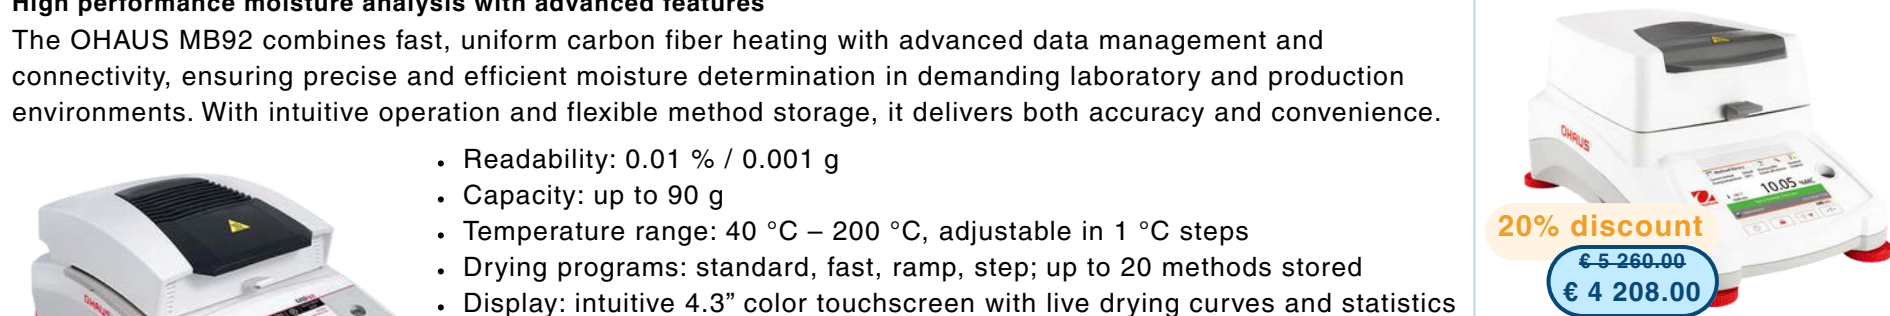 High performance moisture analysis with advanced features
The OHAUS MB92 combines fast, uniform carbon fiber heating with advanced data management and
connectivity, ensuring precise and efficient moisture determination in demanding laboratory and production
environments. With intuitive operation and flexible method storage, it delivers both accuracy and convenience.
• Readability: 0.01 % / 0.001 g
• Capacity: up to 90 g
• Temperature range: 40 °C – 200 °C, adjustable in 1 °C steps
• Drying programs: standard, fast, ramp, step; up to 20 methods stored
• Display: intuitive 4.3” color touchscreen with live drying curves and statistics
OHAUS
OHAUS
10.05 %MC
20% discount
€ 5 260.00
€ 4 208.00